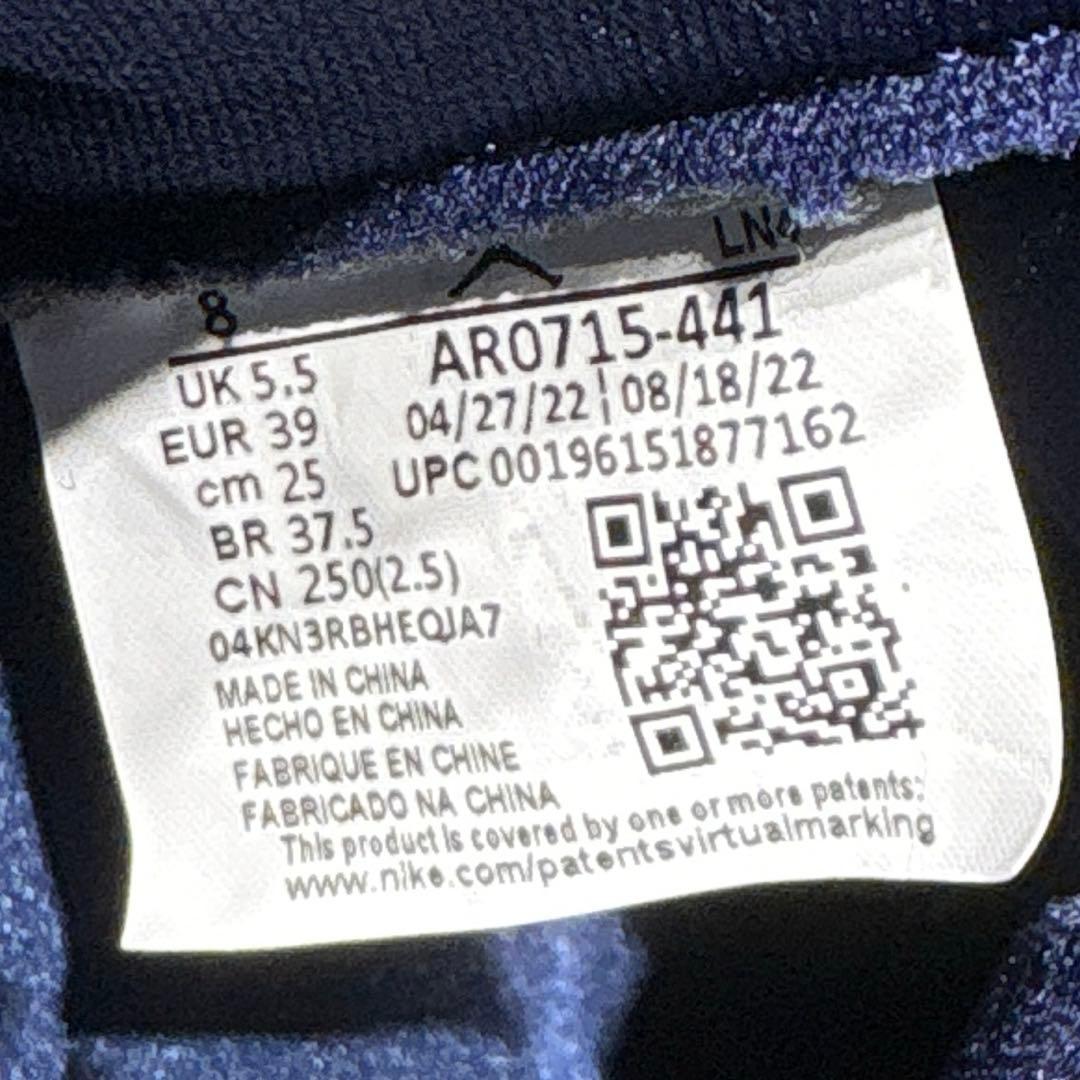 8 LN4
UK 5.5 AR0715-441
EUR 39 04/27/22 | 08/18/22
cm 25 UPC 00196151877162
BR 37.5
CN 250(2.5)
04KN3RBHEQJA7
MADE IN CHINA
HECHO EN CHINA
FABRIQUE EN CHINE
FABRICADO NA CHINA
This product is covered by one or more patents:
www.nike.com/patentsvirtualmarking